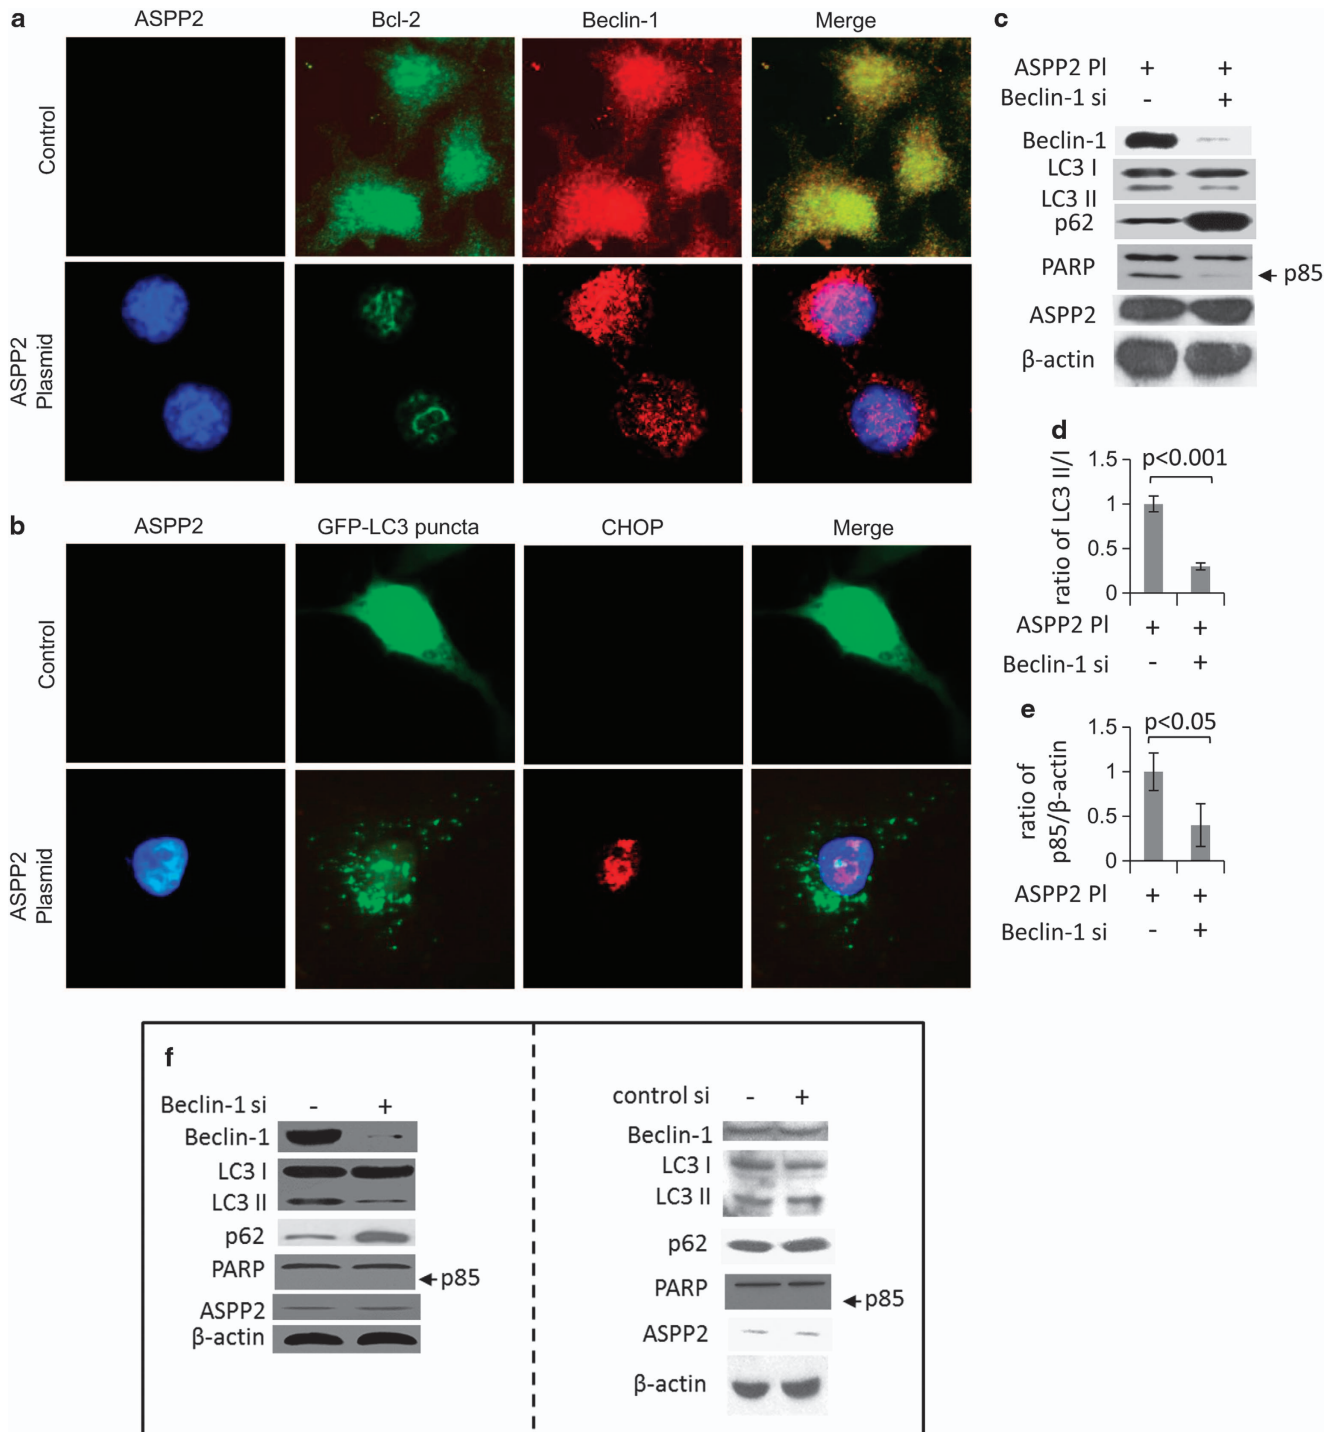 a
ASPP2 Bcl-2 Beclin-1 Merge
Control
ASPP2 Plasmid
b
ASPP2 GFP-LC3 puncta CHOP Merge
Control
ASPP2 Plasmid
c
ASPP2 Pl + +
Beclin-1 si - +
Beclin-1
LC3 I
LC3 II
p62
PARP
p85
ASPP2
β-actin
d
ratio of LC3 II/I
1.5
1
0.5
0
p<0.001
ASPP2 Pl + +
Beclin-1 si - +
e
ratio of p85/β-actin
1.5
1
0.5
0
p<0.05
ASPP2 Pl + +
Beclin-1 si - +
f
Beclin-1 si - +
Beclin-1
LC3 I
LC3 II
p62
PARP
p85
ASPP2
β-actin
control si - +
Beclin-1
LC3 I
LC3 II
p62
PARP
p85
ASPP2
β-actin